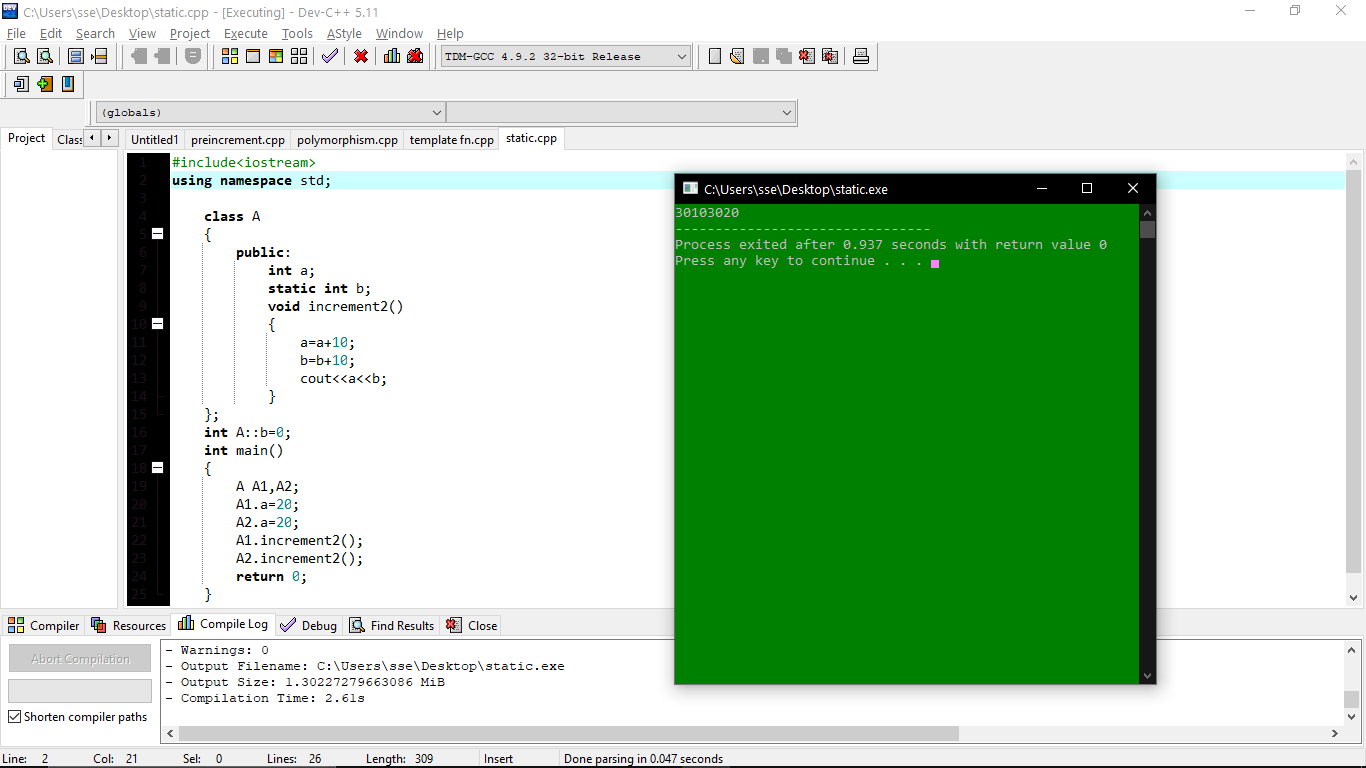 C:\Users\sse\Desktop\static.cpp - [Executing] - Dev-C++ 5.11
File Edit Search View Project Execute Tools AStyle Window Help
TDM-GCC 4.9.2 32-bit Release
(globals)
Project Clas Untitled1 preincrement.cpp polymorphism.cpp template fn.cpp static.cpp
1 #include<iostream>
2 using namespace std;
3
4 class A
5 {
6 public:
7 int a;
8 static int b;
9 void increment2()
10 {
11 a=a+10;
12 b=b+10;
13 cout<<a<<b;
14 }
15 };
16 int A::b=0;
17 int main()
18 {
19 A A1,A2;
20 A1.a=20;
21 A2.a=20;
22 A1.increment2();
23 A2.increment2();
24 return 0;
25 }
C:\Users\sse\Desktop\static.exe
30103020
--------------------------------
Process exited after 0.937 seconds with return value 0
Press any key to continue . . .
Compiler Resources Compile Log Debug Find Results Close
Abort Compilation
Shorten compiler paths
- Warnings: 0
- Output Filename: C:\Users\sse\Desktop\static.exe
- Output Size: 1.30227279663086 MiB
- Compilation Time: 2.61s
Line: 2 Col: 21 Sel: 0 Lines: 26 Length: 309 Insert Done parsing in 0.047 seconds